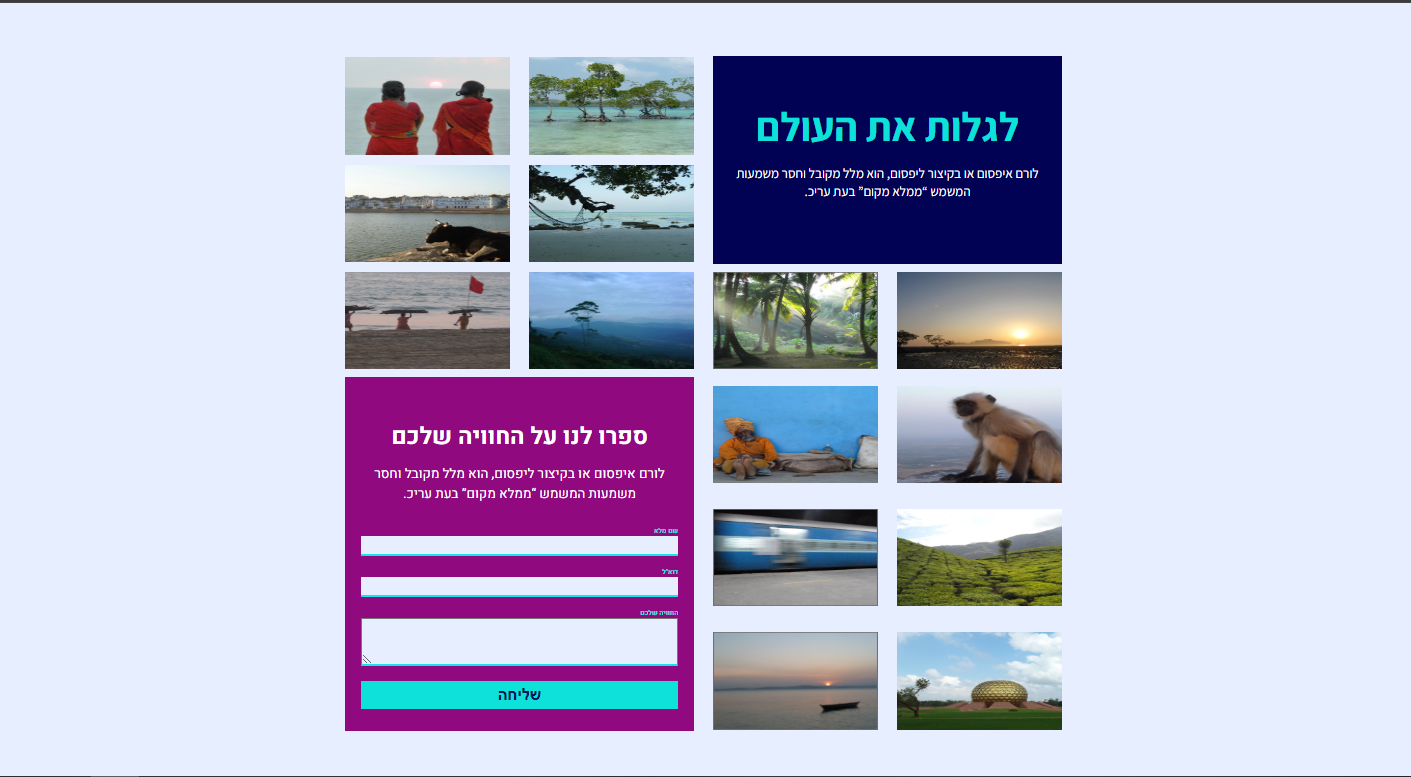 לגלות את העולם
לורם איפסום או בקיצור ליפסום, הוא מלל מקובל וחסר משמעות
המשמש “ממלא מקום” בעת עריכ.
ספרו לנו על החוויה שלכם
לורם איפסום או בקיצור ליפסום, הוא מלל מקובל וחסר
משמעות המשמש “ממלא מקום“ בעת עריכ.
שם מלא
דוא"ל
החוויה שלכם
שליחה